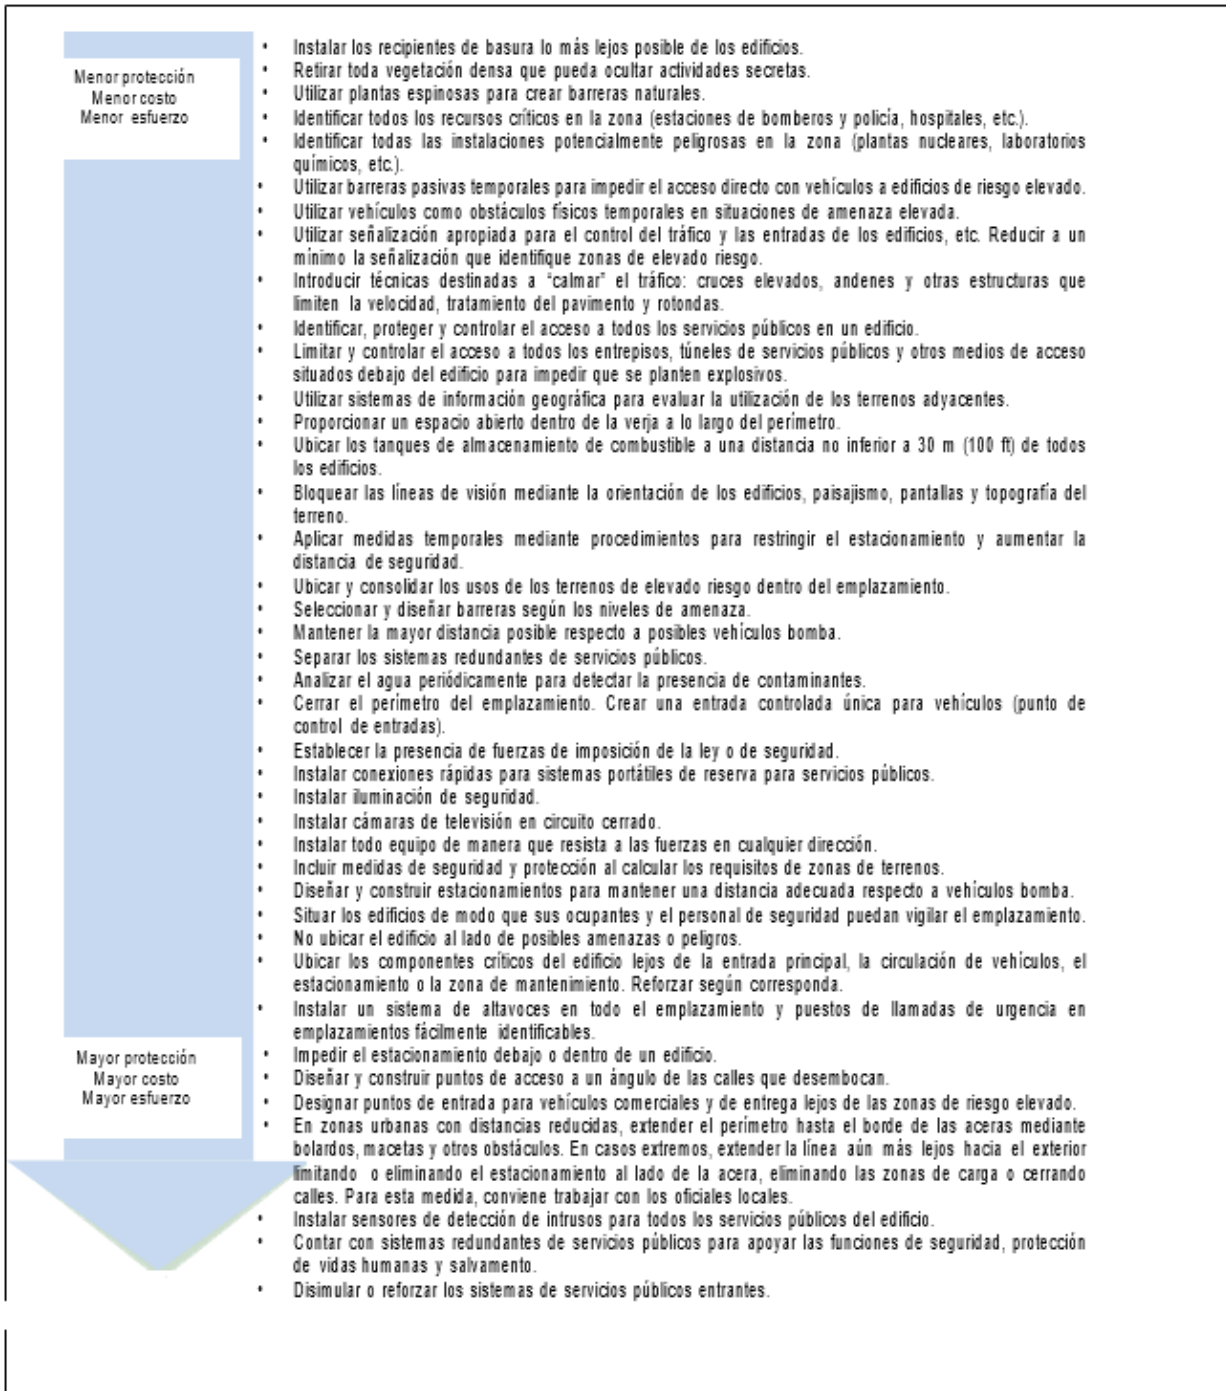 Menor protección
Menor costo
Menor esfuerzo
• Instalar los recipientes de basura lo más lejos posible de los edificios.
• Retirar toda vegetación densa que pueda ocultar actividades secretas.
• Utilizar plantas espinosas para crear barreras naturales.
• Identificar todos los recursos críticos en la zona (estaciones de bomberos y policía, hospitales, etc.).
• Identificar todas las instalaciones potencialmente peligrosas en la zona (plantas nucleares, laboratorios
químicos, etc.).
• Utilizar barreras pasivas temporales para impedir el acceso directo con vehículos a edificios de riesgo elevado.
• Utilizar vehículos como obstáculos físicos temporales en situaciones de amenaza elevada.
• Utilizar señalización apropiada para el control del tráfico y las entradas de los edificios, etc. Reducir a un
mínimo la señalización que identifique zonas de elevado riesgo.
• Introducir técnicas destinadas a "calmar" el tráfico: cruces elevados, andenes y otras estructuras que
limiten la velocidad, tratamiento del pavimento y rotondas.
• Identificar, proteger y controlar el acceso a todos los servicios públicos en un edificio.
• Limitar y controlar el acceso a todos los entrepisos, túneles de servicios públicos y otros medios de acceso
situados debajo del edificio para impedir que se planten explosivos.
• Utilizar sistemas de información geográfica para evaluar la utilización de los terrenos adyacentes.
• Proporcionar un espacio abierto dentro de la verja a lo largo del perímetro.
• Ubicar los tanques de almacenamiento de combustible a una distancia no inferior a 30 m (100 ft) de todos
los edificios.
• Bloquear las líneas de visión mediante la orientación de los edificios, paisajismo, pantallas y topografía del
terreno.
• Aplicar medidas temporales mediante procedimientos para restringir el estacionamiento y aumentar la
distancia de seguridad.
• Ubicar y consolidar los usos de los terrenos de elevado riesgo dentro del emplazamiento.
• Seleccionar y diseñar barreras según los niveles de amenaza.
• Mantener la mayor distancia posible respecto a posibles vehículos bomba.
• Separar los sistemas redundantes de servicios públicos.
• Analizar el agua periódicamente para detectar la presencia de contaminantes.
• Cerrar el perímetro del emplazamiento. Crear una entrada controlada única para vehículos (punto de
control de entradas).
• Establecer la presencia de fuerzas de imposición de la ley o de seguridad.
• Instalar conexiones rápidas para sistemas portátiles de reserva para servicios públicos.
• Instalar iluminación de seguridad.
• Instalar cámaras de televisión en circuito cerrado.
• Instalar todo equipo de manera que resista a las fuerzas en cualquier dirección.
• Incluir medidas de seguridad y protección al calcular los requisitos de zonas de terrenos.
• Diseñar y construir estacionamientos para mantener una distancia adecuada respecto a vehículos bomba.
• Situar los edificios de modo que sus ocupantes y el personal de seguridad puedan vigilar el emplazamiento.
• No ubicar el edificio al lado de posibles amenazas o peligros.
• Ubicar los componentes críticos del edificio lejos de la entrada principal, la circulación de vehículos, el
estacionamiento o la zona de mantenimiento. Reforzar según corresponda.
• Instalar un sistema de altavoces en todo el emplazamiento y puestos de llamadas de urgencia en
emplazamientos fácilmente identificables.
Mayor protección
Mayor costo
Mayor esfuerzo
• Impedir el estacionamiento debajo o dentro de un edificio.
• Diseñar y construir puntos de acceso a un ángulo de las calles que desembocan.
• Designar puntos de entrada para vehículos comerciales y de entrega lejos de las zonas de riesgo elevado.
• En zonas urbanas con distancias reducidas, extender el perímetro hasta el borde de las aceras mediante
bolardos, macetas y otros obstáculos. En casos extremos, extender la línea aún más lejos hacia el exterior
limitando o eliminando el estacionamiento al lado de la acera, eliminando las zonas de carga o cerrando
calles. Para esta medida, conviene trabajar con los oficiales locales.
• Instalar sensores de detección de intrusos para todos los servicios públicos del edificio.
• Contar con sistemas redundantes de servicios públicos para apoyar las funciones de seguridad, protección
de vidas humanas y salvamento.
• Disimular o reforzar los sistemas de servicios públicos entrantes.